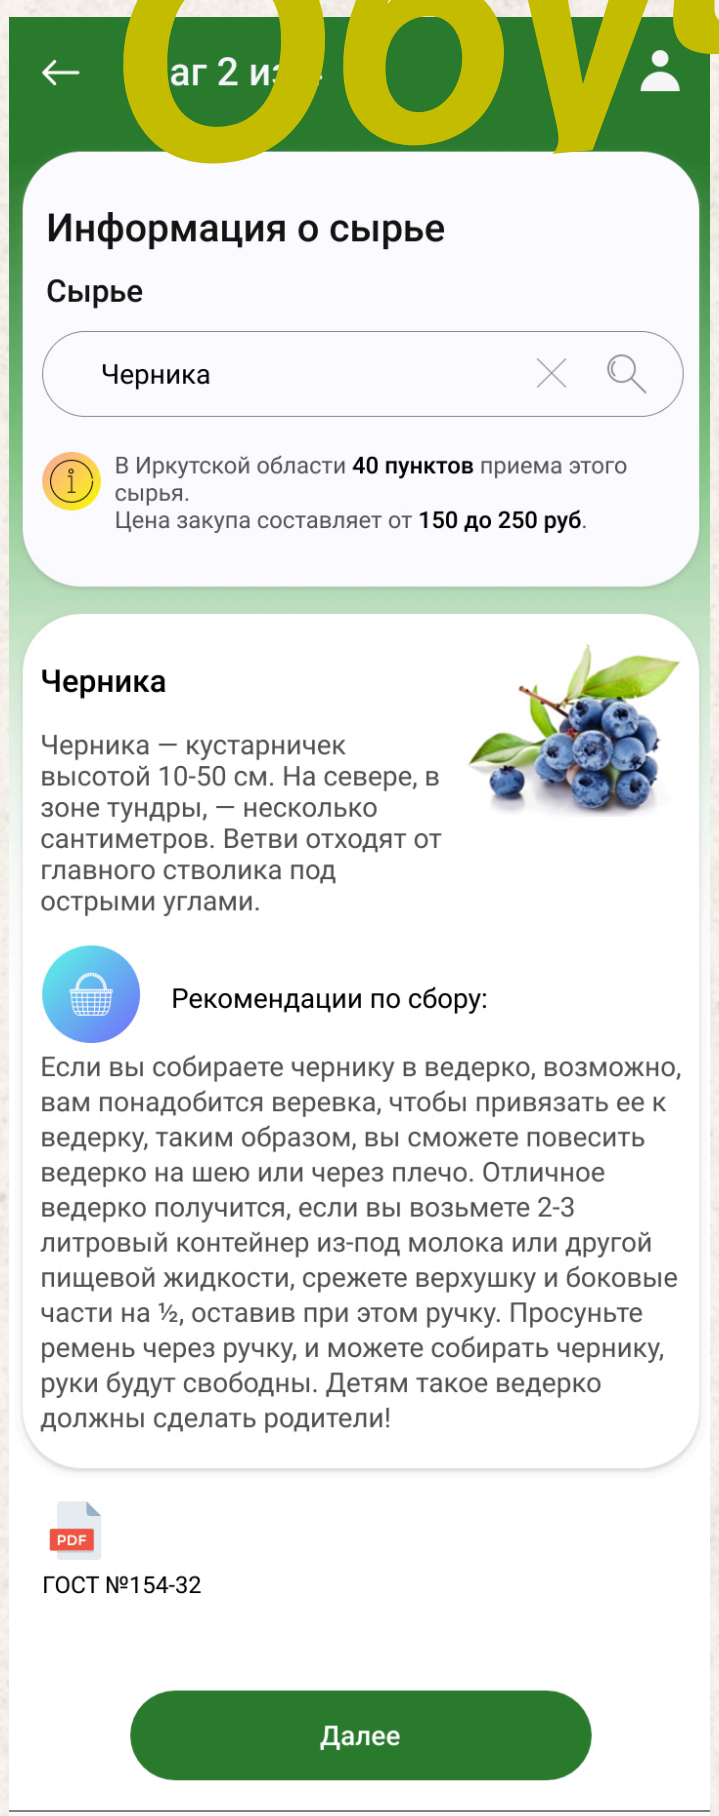 Обуч
аг 2 из
Информация о сырье
Сырье
Черника
В Иркутской области 40 пунктов приема этого
сырья.
Цена закупа составляет от 150 до 250 руб.
Черника
Черника — кустарничек
высотой 10-50 см. На севере, в
зоне тундры, — несколько
сантиметров. Ветви отходят от
главного стволика под
острыми углами.
Рекомендации по сбору:
Если вы собираете чернику в ведерко, возможно,
вам понадобится веревка, чтобы привязать ее к
ведерку, таким образом, вы сможете повесить
ведерко на шею или через плечо. Отличное
ведерко получится, если вы возьмете 2-3
литровый контейнер из-под молока или другой
пищевой жидкости, срежете верхушку и боковые
части на ½, оставив при этом ручку. Просуньте
ремень через ручку, и можете собирать чернику,
руки будут свободны. Детям такое ведерко
должны сделать родители!
PDF
ГОСТ №154-32
Далее